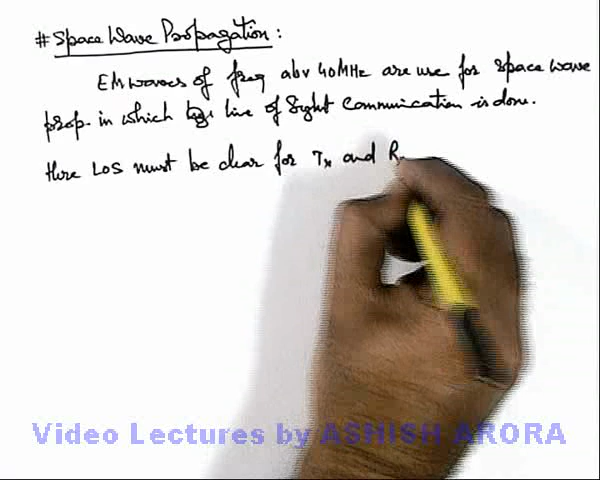 # Space Wave Propagation :
EM waves of freq abv 40MHz are use for space wave
prop. in which line of Sight Communication is done.
Here LOS must be clear for Tx and R
Video Lectures by ASHISH ARORA